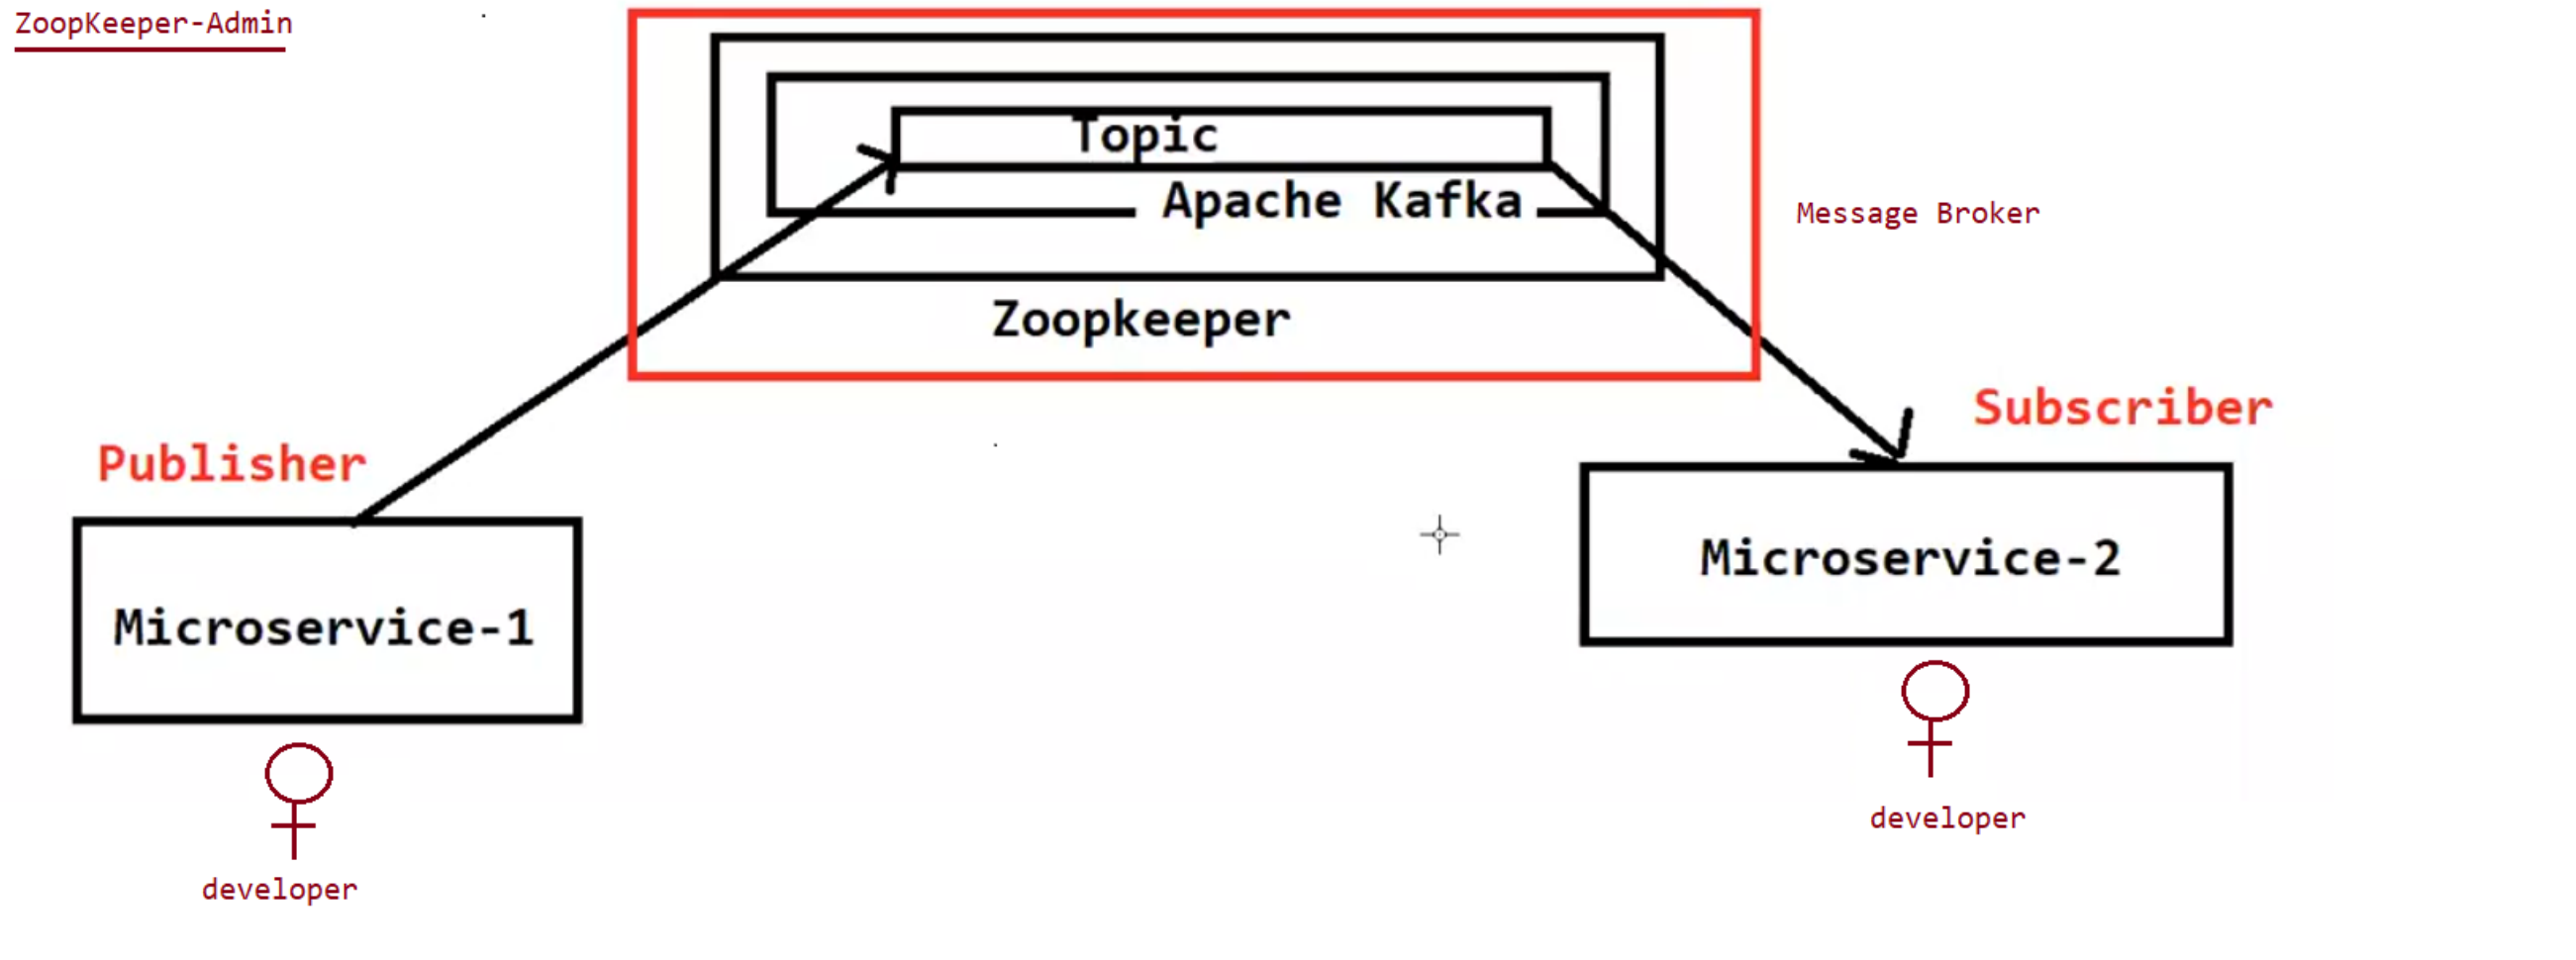 ZoopKeeper-Admin
Topic
Apache Kafka
Message Broker
Zoopkeeper
Subscriber
Publisher
Microservice-2
Microservice-1
developer
developer